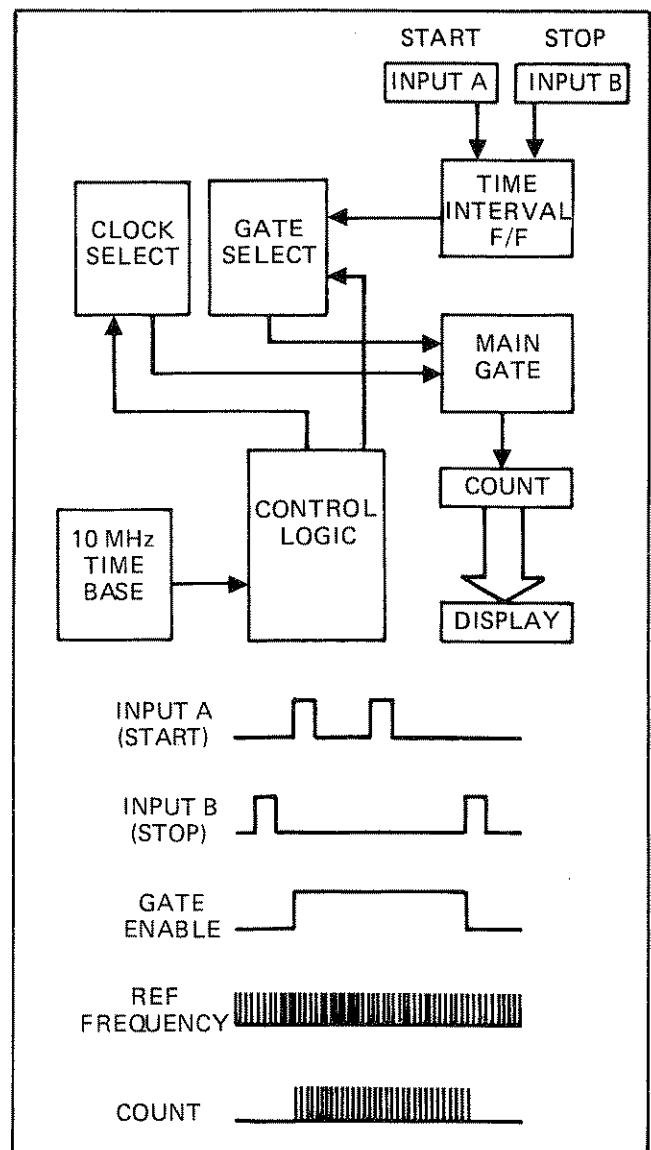 START STOP
INPUT A INPUT B
TIME
INTERVAL
F/F
CLOCK
SELECT
GATE
SELECT
MAIN
GATE
CONTROL
LOGIC
COUNT
10 MHz
TIME
BASE
DISPLAY
INPUT A
(START)
INPUT B
(STOP)
GATE
ENABLE
REF
FREQUENCY
COUNT